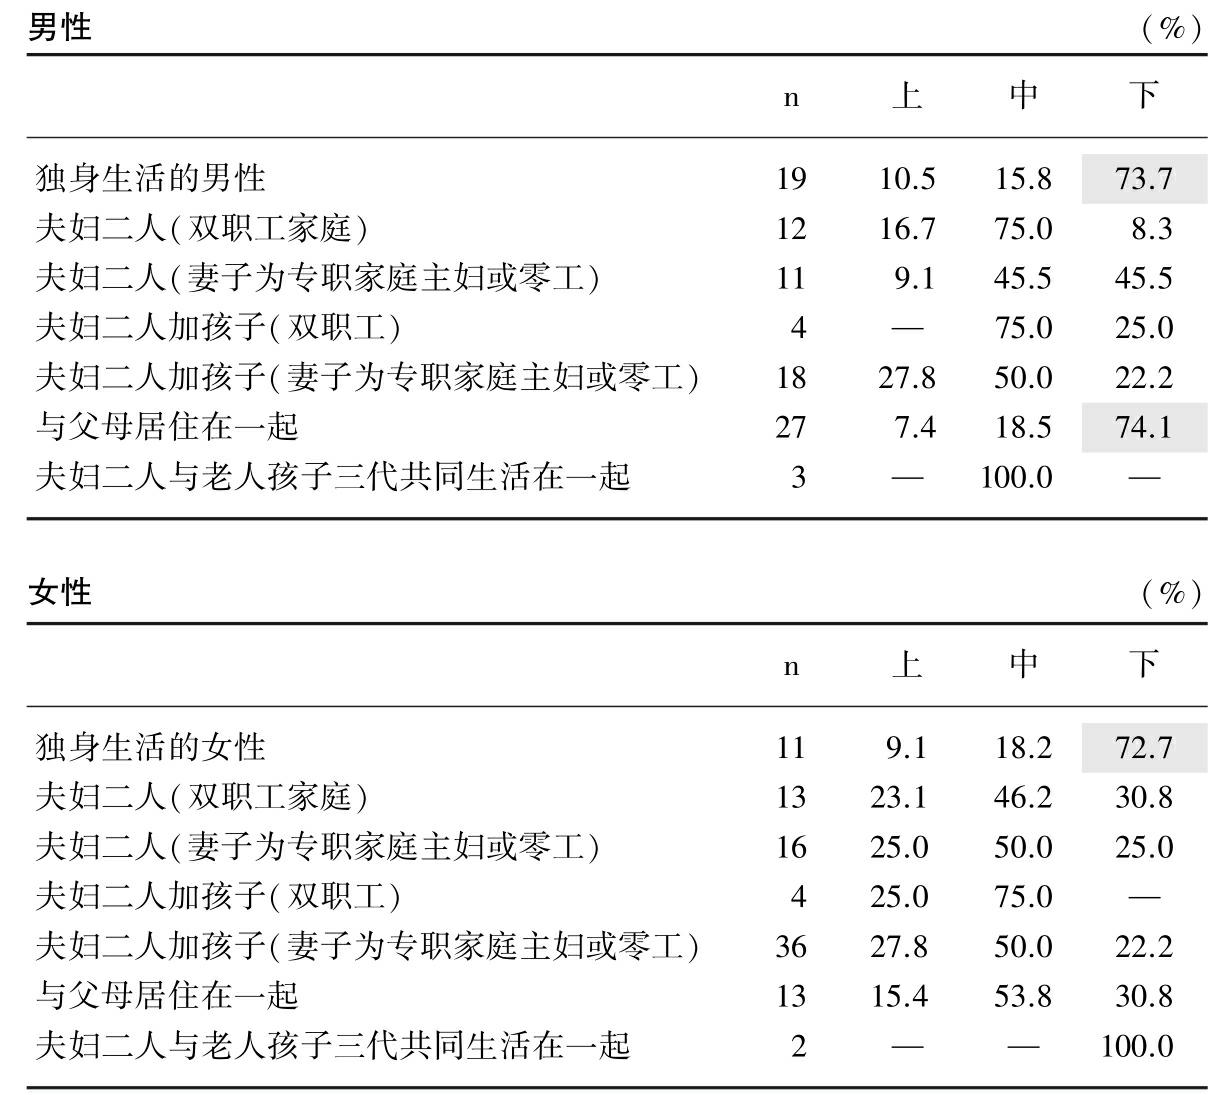 男性 (%)
n 上 中 下
独身生活的男性 19 10.5 15.8 73.7
夫妇二人(双职工家庭) 12 16.7 75.0 8.3
夫妇二人(妻子为专职家庭主妇或零工) 11 9.1 45.5 45.5
夫妇二人加孩子(双职工) 4 — 75.0 25.0
夫妇二人加孩子(妻子为专职家庭主妇或零工) 18 27.8 50.0 22.2
与父母居住在一起 27 7.4 18.5 74.1
夫妇二人与老人孩子三代共同生活在一起 3 — 100.0 —
女性 (%)
n 上 中 下
独身生活的女性 11 9.1 18.2 72.7
夫妇二人(双职工家庭) 13 23.1 46.2 30.8
夫妇二人(妻子为专职家庭主妇或零工) 16 25.0 50.0 25.0
夫妇二人加孩子(双职工) 4 25.0 75.0 —
夫妇二人加孩子(妻子为专职家庭主妇或零工) 36 27.8 50.0 22.2
与父母居住在一起 13 15.4 53.8 30.8
夫妇二人与老人孩子三代共同生活在一起 2 — — 100.0